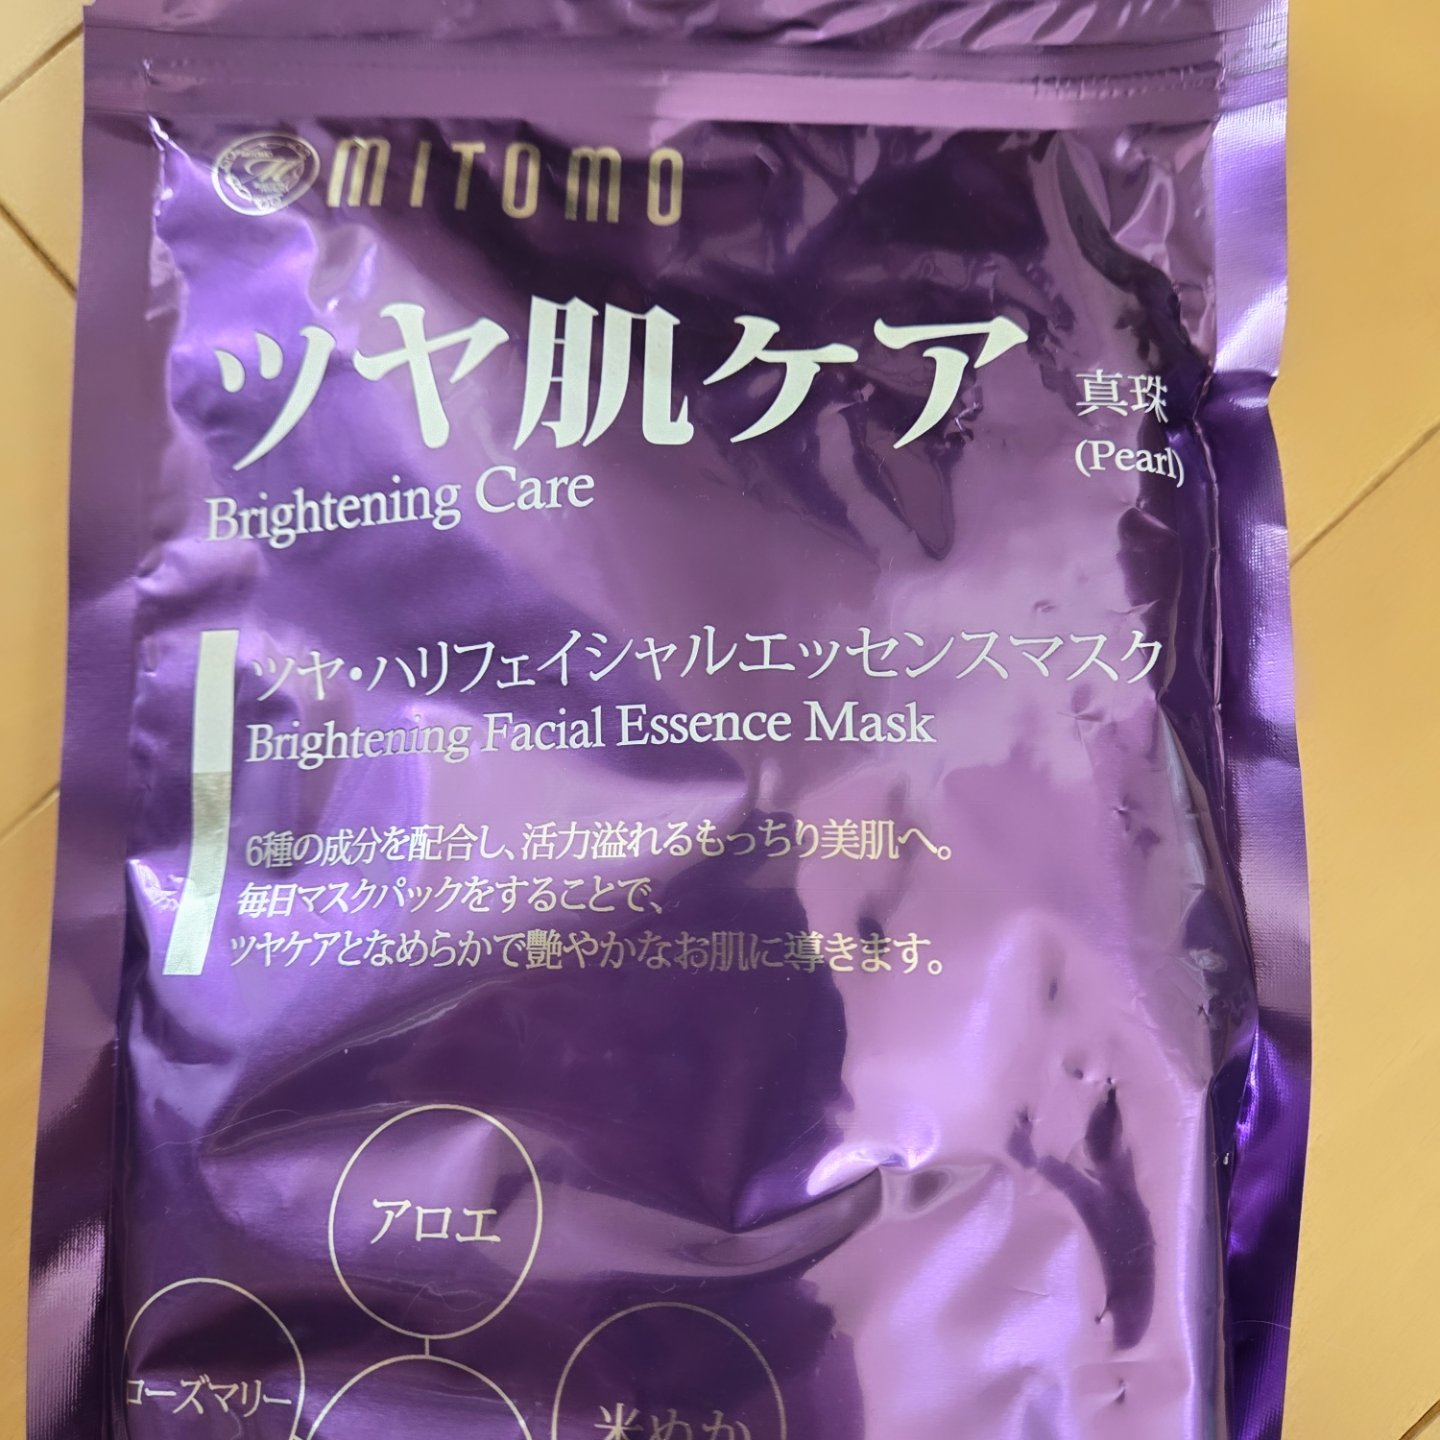 MITOMO
ツヤ肌ケア
真珠
(Pearl)
Brightening Care
ツヤ・ハリフェイシャルエッセンスマスク
Brightening Facial Essence Mask
6種の成分を配合し、活力溢れるもっちり美肌へ。
毎日マスクパックをすることで、
ツヤケアとなめらかで艶やかなお肌に導きます。
アロエ
ローズマリー
米ぬか